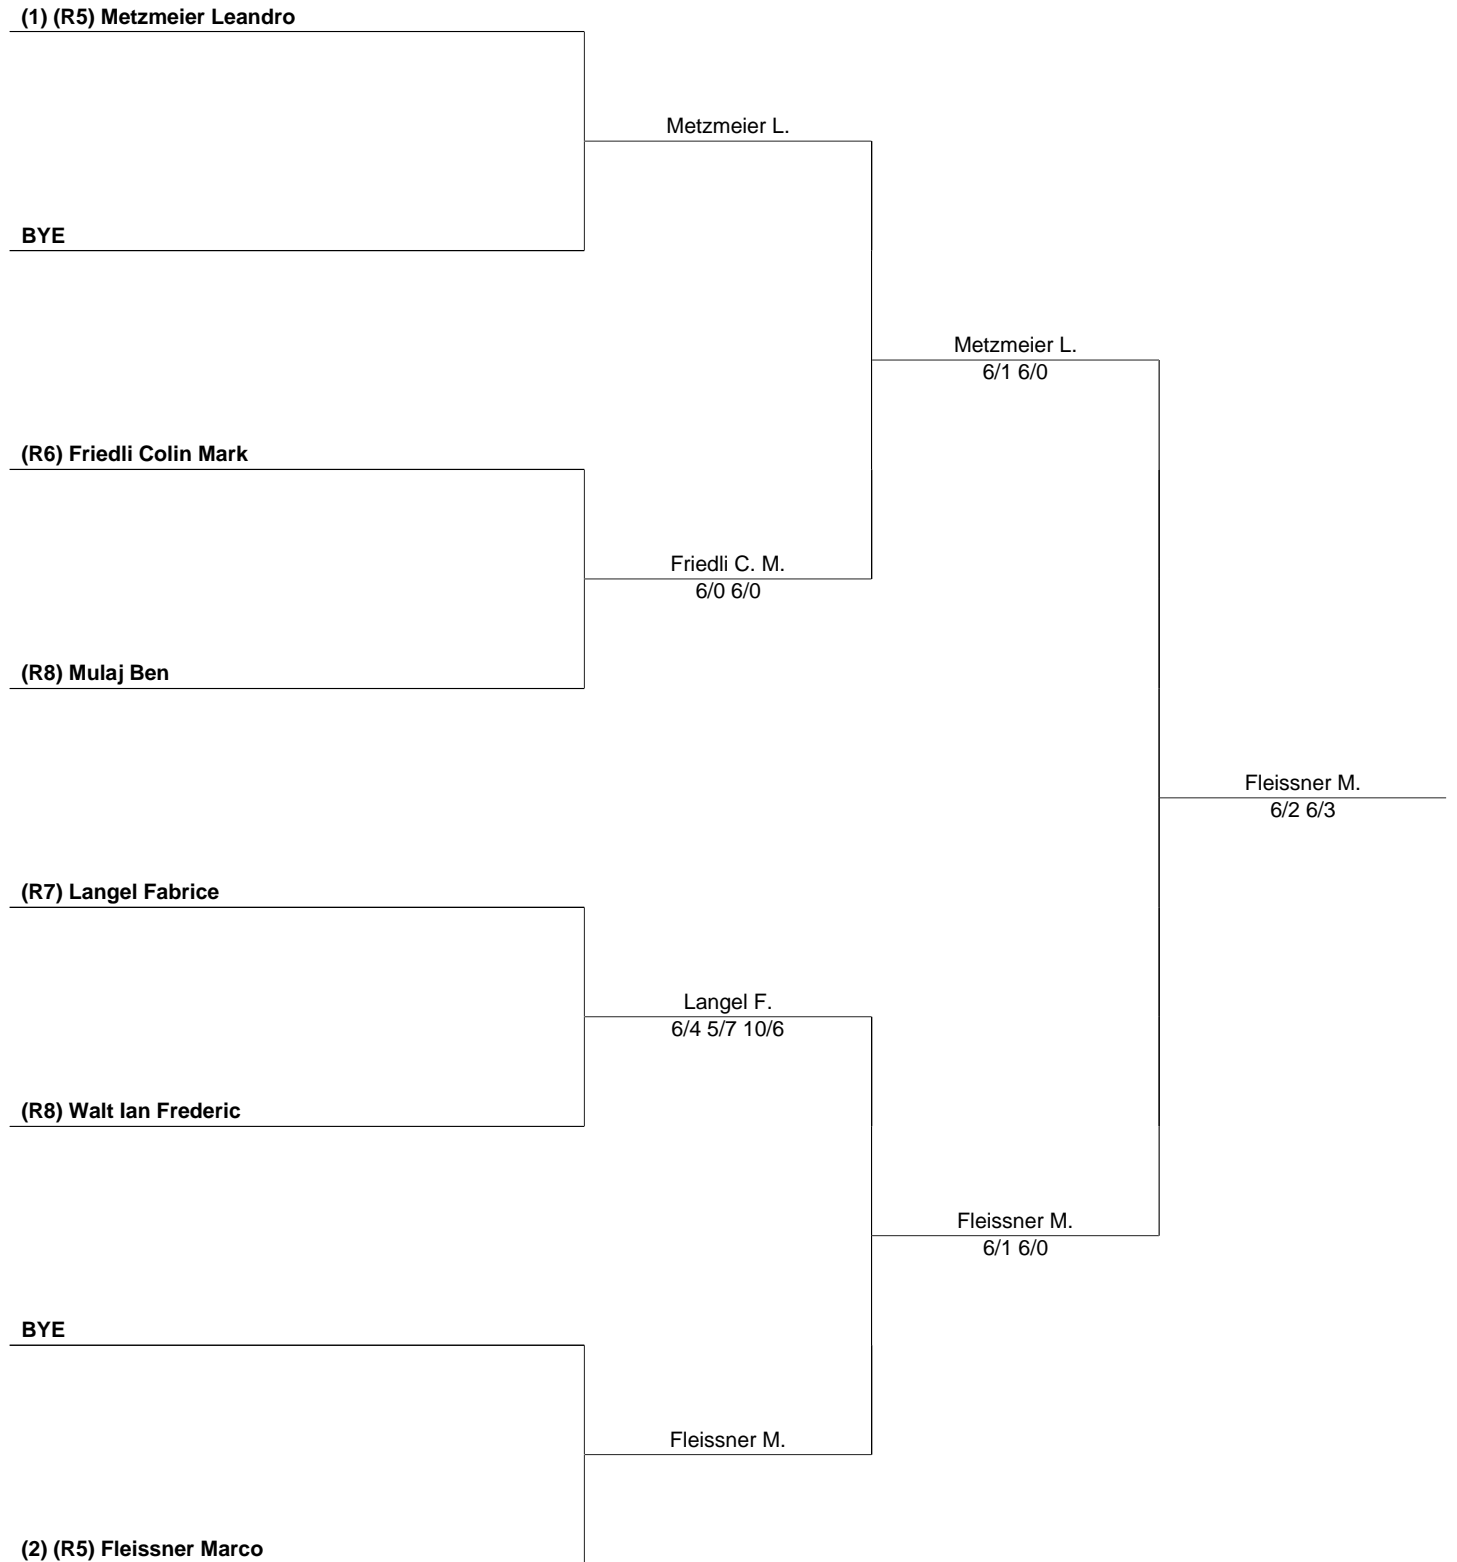 (1) (R5) Metzmeier Leandro
Metzmeier L.
BYE
Metzmeier L.
6/1 6/0
(R6) Friedli Colin Mark
Friedli C. M.
6/0 6/0
(R8) Mulaj Ben
Fleissner M.
6/2 6/3
(R7) Langel Fabrice
Langel F.
6/4 5/7 10/6
(R8) Walt Ian Frederic
Fleissner M.
6/1 6/0
BYE
Fleissner M.
(2) (R5) Fleissner Marco